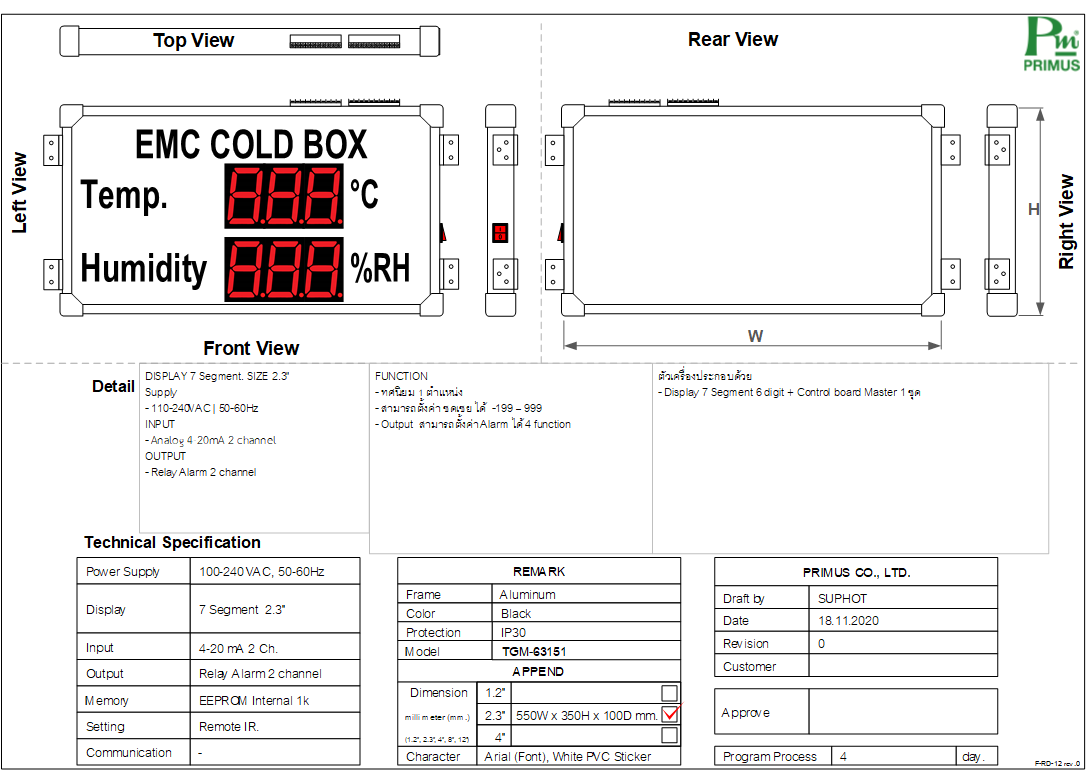 Top View
Rear View
Pm
PRIMUS
Left View
EMC COLD BOX
Temp. 8.8.8. °C
Humidity 8.8.8. %RH
H
Right View
W
Front View
Detail
DISPLAY 7 Segment. SIZE 2.3"
Supply
- 110-240VAC | 50-60Hz
INPUT
- Analog 4-20mA 2 channel
OUTPUT
- Relay Alarm 2 channel
FUNCTION
- ทศนิยม 1 ตำแหน่ง
- สามารถตั้งค่าชดเชยได้ -199 – 999
- Output สามารถตั้งค่า Alarm ได้ 4 function
ตัวเครื่องประกอบด้วย
- Display 7 Segment 6 digit + Control board Master 1 ชุด
Technical Specification
Power Supply 100-240VAC, 50-60Hz
Display 7 Segment 2.3"
Input 4-20 mA 2 Ch.
Output Relay Alarm 2 channel
Memory EEPROM Internal 1k
Setting Remote IR.
Communication -
REMARK
Frame Aluminum
Color Black
Protection IP30
Model TGM-63151
APPEND
Dimension 1.2"
millimeter (mm.) 2.3" 550W x 350H x 100D mm.
(1.2", 2.3", 4", 8", 12") 4"
Character Arial (Font), White PVC Sticker
PRIMUS CO., LTD.
Draft by SUPHOT
Date 18.11.2020
Revision 0
Customer
Approve
Program Process 4 day.
F-RD-12 rev.0